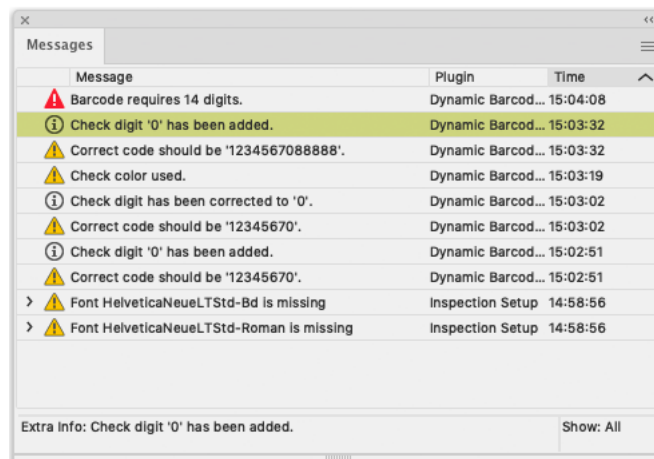 Messages
Message Plugin Time
Barcode requires 14 digits. Dynamic Barcod... 15:04:08
Check digit '0' has been added. Dynamic Barcod... 15:03:32
Correct code should be '1234567088888'. Dynamic Barcod... 15:03:32
Check color used. Dynamic Barcod... 15:03:19
Check digit has been corrected to '0'. Dynamic Barcod... 15:03:02
Correct code should be '12345670'. Dynamic Barcod... 15:03:02
Check digit '0' has been added. Dynamic Barcod... 15:02:51
Correct code should be '12345670'. Dynamic Barcod... 15:02:51
Font HelveticaNeueLTStd-Bd is missing Inspection Setup 14:58:56
Font HelveticaNeueLTStd-Roman is missing Inspection Setup 14:58:56
Extra Info: Check digit '0' has been added. Show: All